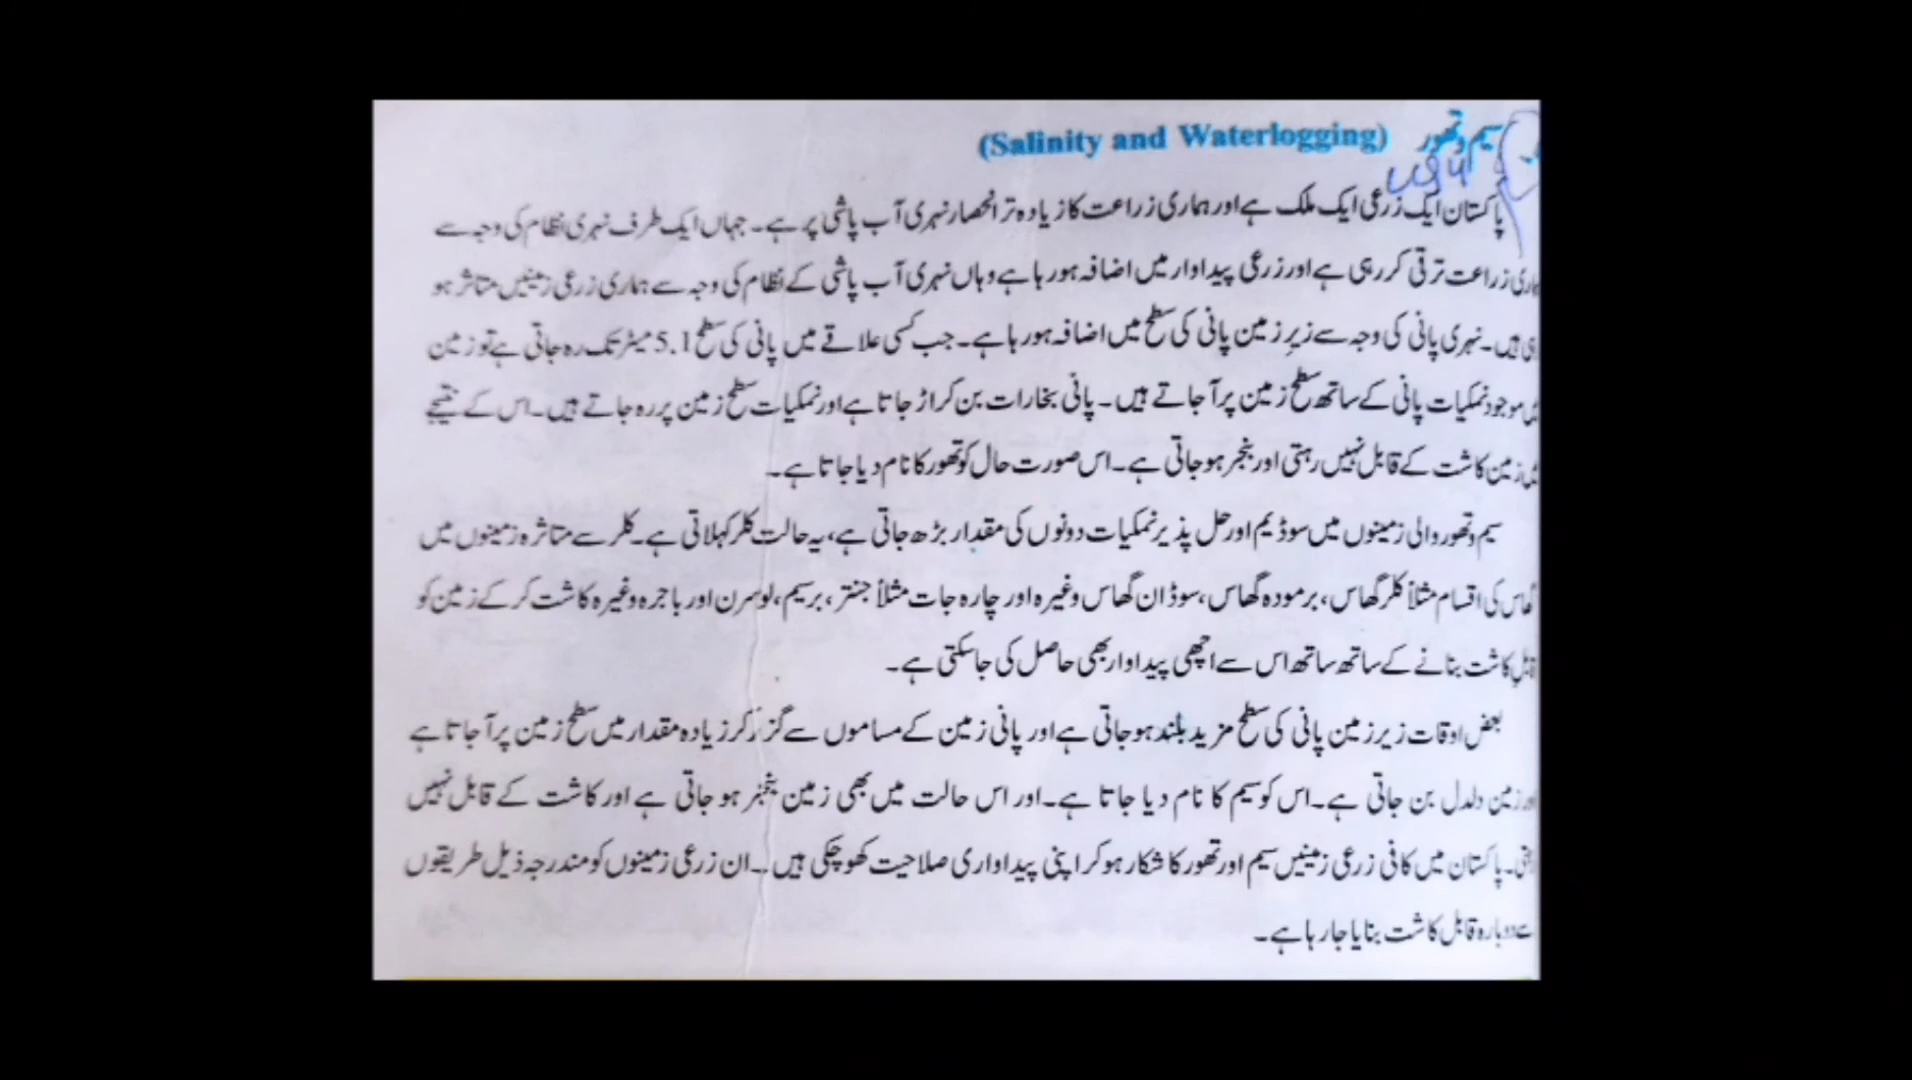 سیم و تھور (Salinity and Waterlogging)
پاکستان ایک زرعی ایک ملک ہے اور ہماری زراعت کا زیادہ تر انحصار نہری آب پاشی پر ہے۔ جہاں ایک طرف نہری نظام کی وجہ سے
ہماری زراعت ترقی کر رہی ہے اور زرعی پیداوار میں اضافہ ہو رہا ہے وہاں نہری آب پاشی کے نظام کی وجہ سے ہماری زرعی زمینیں متاثر ہو
رہی ہیں۔ نہری پانی کی وجہ سے زیرِ زمین پانی کی سطح میں اضافہ ہو رہا ہے۔ جب کسی علاقے میں پانی کی سطح 5.1 میٹر تک رہ جاتی ہے تو زمین
میں موجود نمکیات پانی کے ساتھ سطح زمین پر آ جاتے ہیں۔ پانی بخارات بن کر اڑ جاتا ہے اور نمکیات سطح زمین پر رہ جاتے ہیں۔ اس کے نتیجے
میں زمین کاشت کے قابل نہیں رہتی اور بنجر ہو جاتی ہے۔ اس صورت حال کو تھور کا نام دیا جاتا ہے۔
سیم و تھور والی زمینوں میں سوڈیم اور حل پذیر نمکیات دونوں کی مقدار بڑھ جاتی ہے، یہ حالت کلر کہلاتی ہے۔ کلر سے متاثرہ زمینوں میں
گھاس کی اقسام مثلاً کلر گھاس، برمودہ گھاس، سوڈان گھاس وغیرہ اور چارہ جات مثلاً جنتر، برسیم، لوسرن اور باجرہ وغیرہ کاشت کر کے زمین کو
قابلِ کاشت بنانے کے ساتھ ساتھ اس سے اچھی پیداوار بھی حاصل کی جا سکتی ہے۔
بعض اوقات زیر زمین پانی کی سطح مزید بلند ہو جاتی ہے اور پانی زمین کے مساموں سے گزر کر زیادہ مقدار میں سطح زمین پر آ جاتا ہے
اور زمین دلدل بن جاتی ہے۔ اس کو سیم کا نام دیا جاتا ہے۔ اور اس حالت میں بھی زمین بنجر ہو جاتی ہے اور کاشت کے قابل نہیں
رہتی۔ پاکستان میں کافی زرعی زمینیں سیم اور تھور کا شکار ہو کر اپنی پیداواری صلاحیت کھو چکی ہیں۔ ان زرعی زمینوں کو مندرجہ ذیل طریقوں
سے دوبارہ قابل کاشت بنایا جا رہا ہے۔